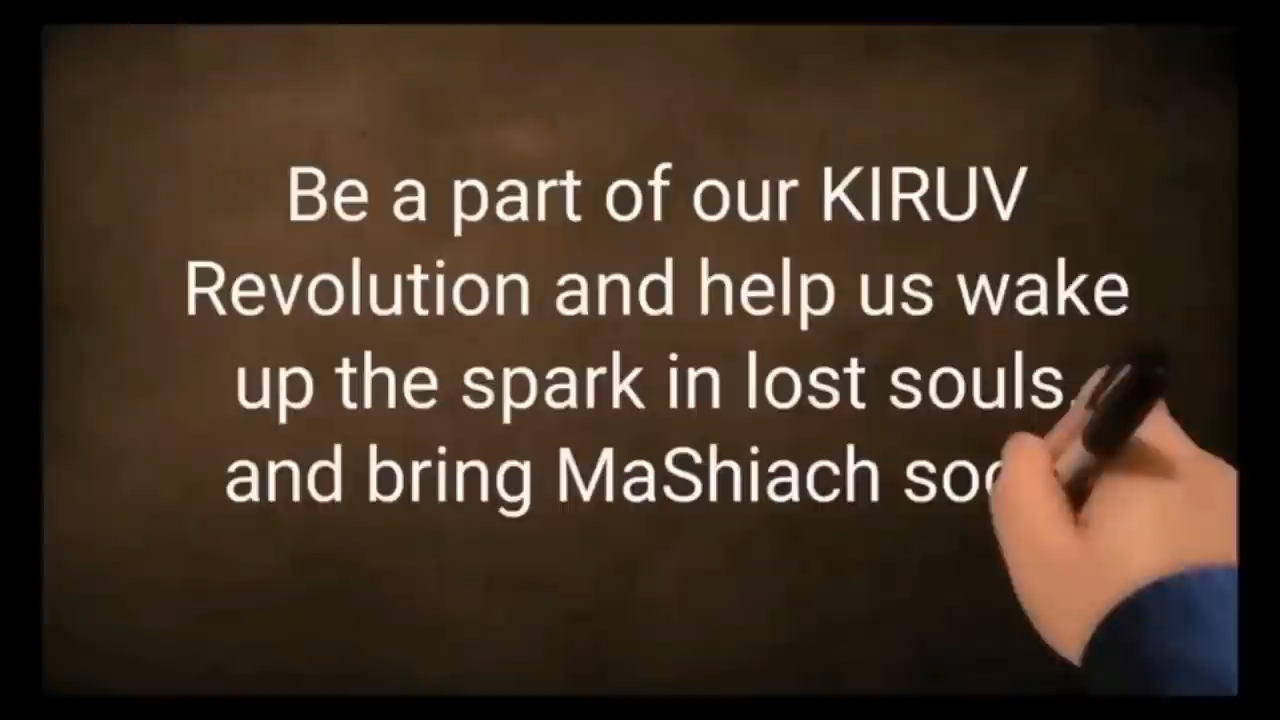 Be a part of our KIRUV
Revolution and help us wake
up the spark in lost souls
and bring MaShiach